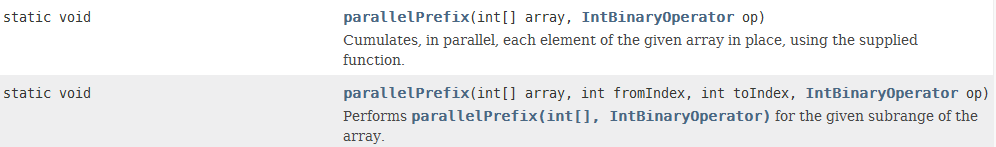 static void parallelPrefix(int[] array, IntBinaryOperator op)
Cumulates, in parallel, each element of the given array in place, using the supplied
function.
static void parallelPrefix(int[] array, int fromIndex, int toIndex, IntBinaryOperator op)
Performs parallelPrefix(int[], IntBinaryOperator) for the given subrange of the
array.